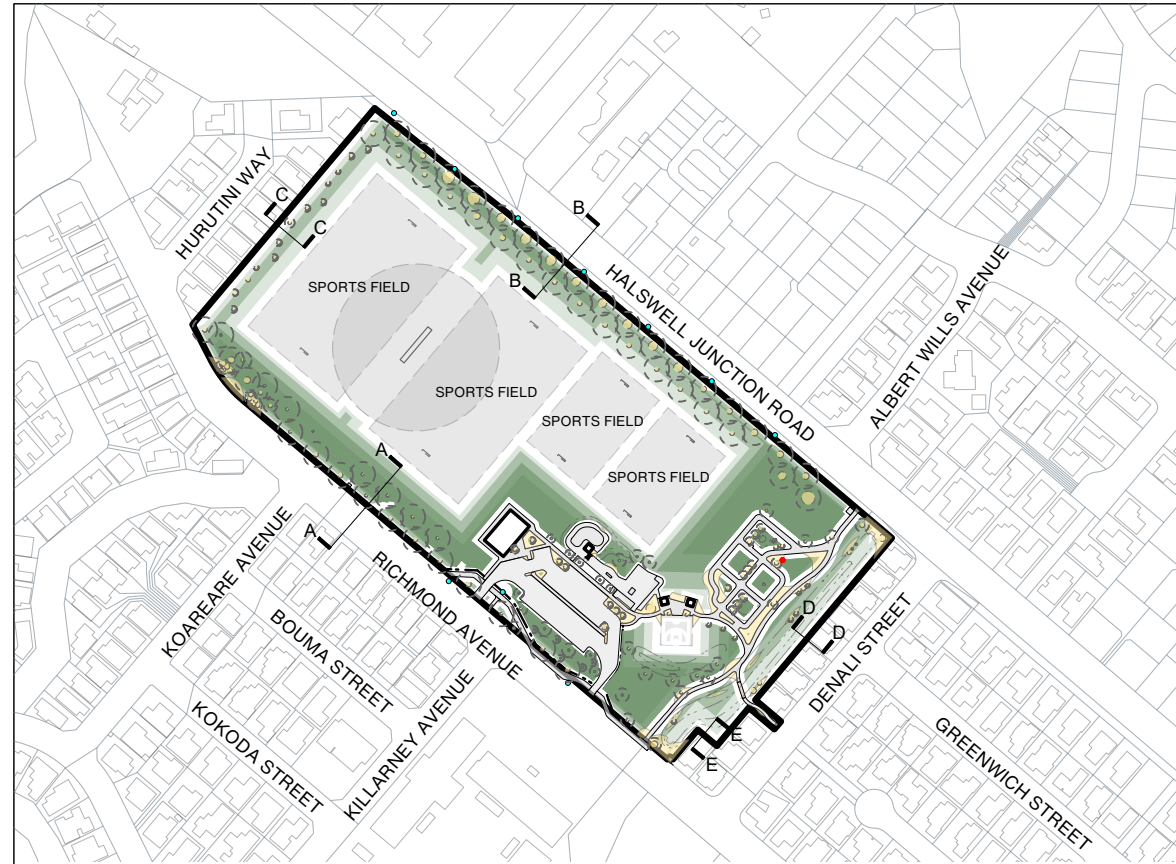 HURUTINI WAY
C
C
B
B
HALSWELL JUNCTION ROAD
ALBERT WILLS AVENUE
SPORTS FIELD
SPORTS FIELD
SPORTS FIELD
SPORTS FIELD
A
A
KOAREARE AVENUE
BOUMA STREET
RICHMOND AVENUE
KOKODA STREET
KILLARNEY AVENUE
D
D
DENALI STREET
E
E
GREENWICH STREET